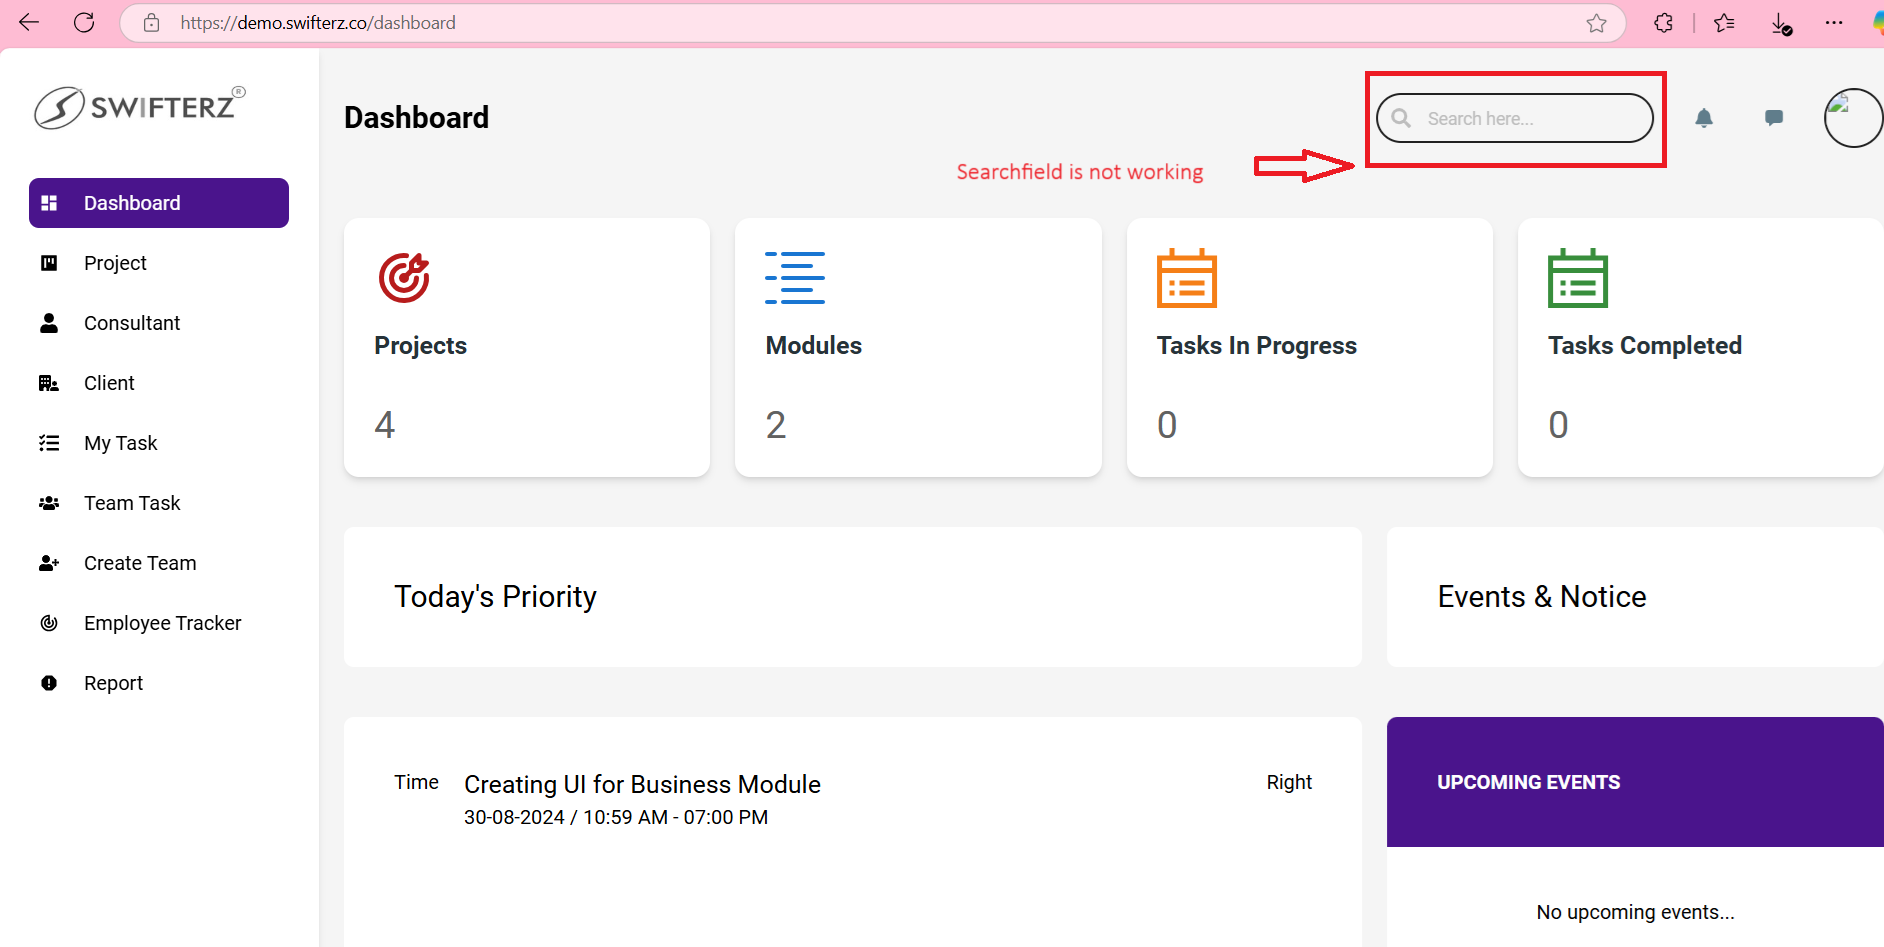 https://demo.swifterz.co/dashboard
SWIFTERZ®
Dashboard
Search here...
Searchfield is not working
Dashboard
Project
Consultant
Client
My Task
Team Task
Create Team
Employee Tracker
Report
Projects
4
Modules
2
Tasks In Progress
0
Tasks Completed
0
Today's Priority
Events & Notice
Time
Creating UI for Business Module
Right
30-08-2024 / 10:59 AM - 07:00 PM
UPCOMING EVENTS
No upcoming events...